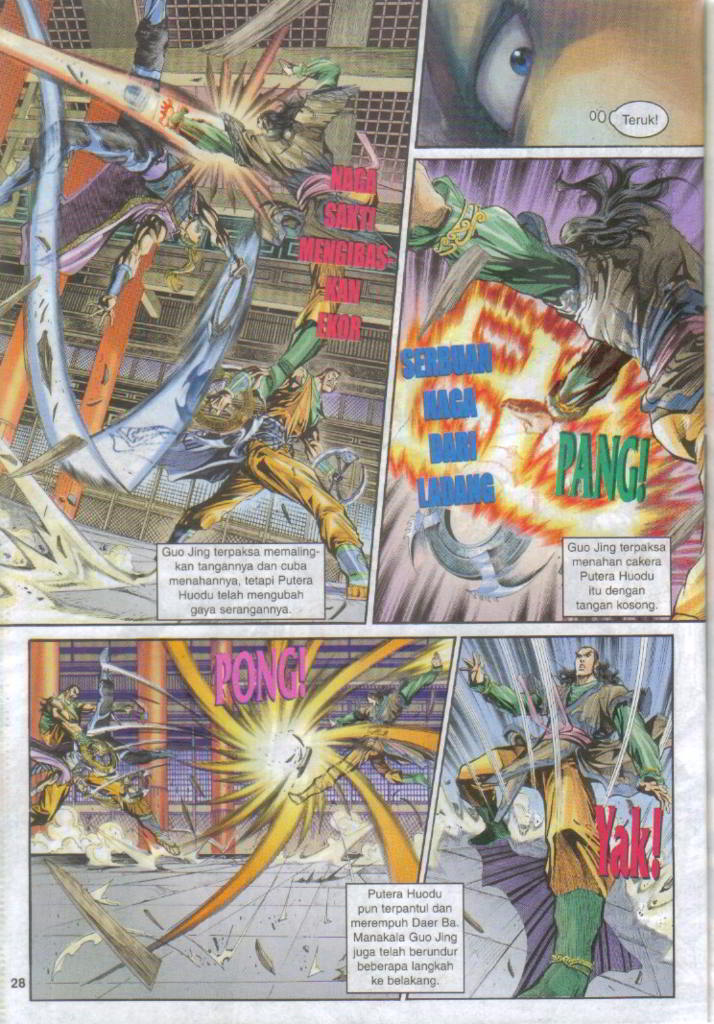 NAGA
SAKTI
MENGIBAS-
KAN
EKOR
Guo Jing terpaksa memaling-
kan tangannya dan cuba
menahannya, tetapi Putera
Huodu telah mengubah
gaya serangannya.
Teruk!
SERBUAN
NAGA
DARI
LADANG
PANG!
Guo Jing terpaksa
menahan cakera
Putera Huodu
itu dengan
tangan kosong.
PONG!
Putera Huodu
pun terpantul dan
merempuh Daer Ba.
Manakala Guo Jing
juga telah berundur
beberapa langkah
ke belakang.
Yak!
28